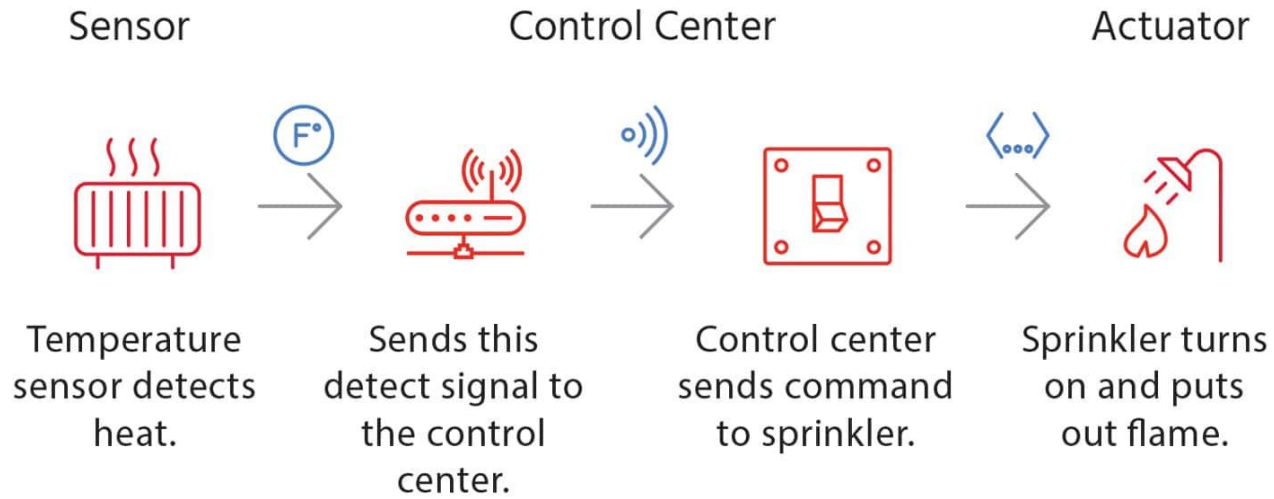 Sensor
Control Center
Actuator
F°
Temperature
sensor detects
heat.
Sends this
detect signal to
the control
center.
Control center
sends command
to sprinkler.
Sprinkler turns
on and puts
out flame.